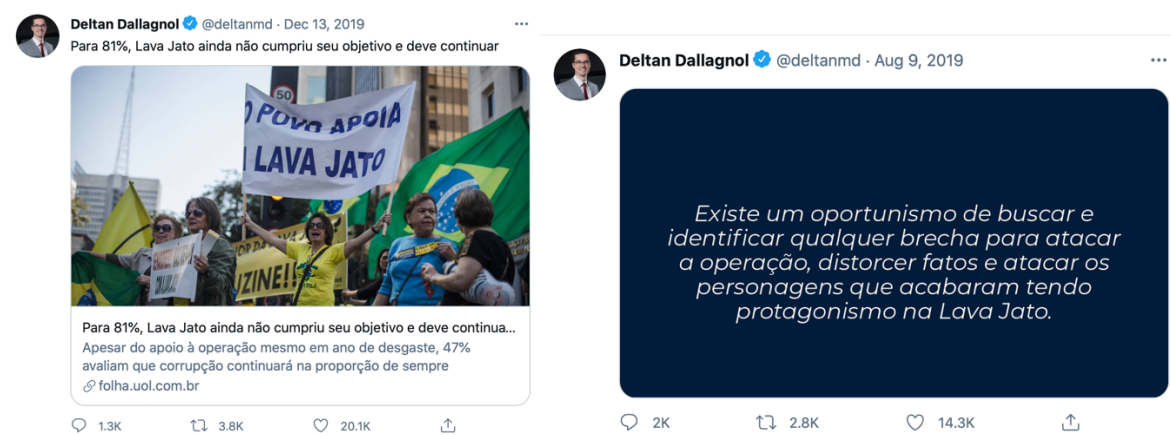 Deltan Dallagnol @deltanmd · Dec 13, 2019
Para 81%, Lava Jato ainda não cumpriu seu objetivo e deve continuar
50
O POVO APOIA
A LAVA JATO
UZINE!!
Para 81%, Lava Jato ainda não cumpriu seu objetivo e deve continua...
Apesar do apoio à operação mesmo em ano de desgaste, 47%
avaliam que corrupção continuará na proporção de sempre
folha.uol.com.br
1.3K 3.8K 20.1K
Deltan Dallagnol @deltanmd · Aug 9, 2019
Existe um oportunismo de buscar e
identificar qualquer brecha para atacar
a operação, distorcer fatos e atacar os
personagens que acabaram tendo
protagonismo na Lava Jato.
2K 2.8K 14.3K